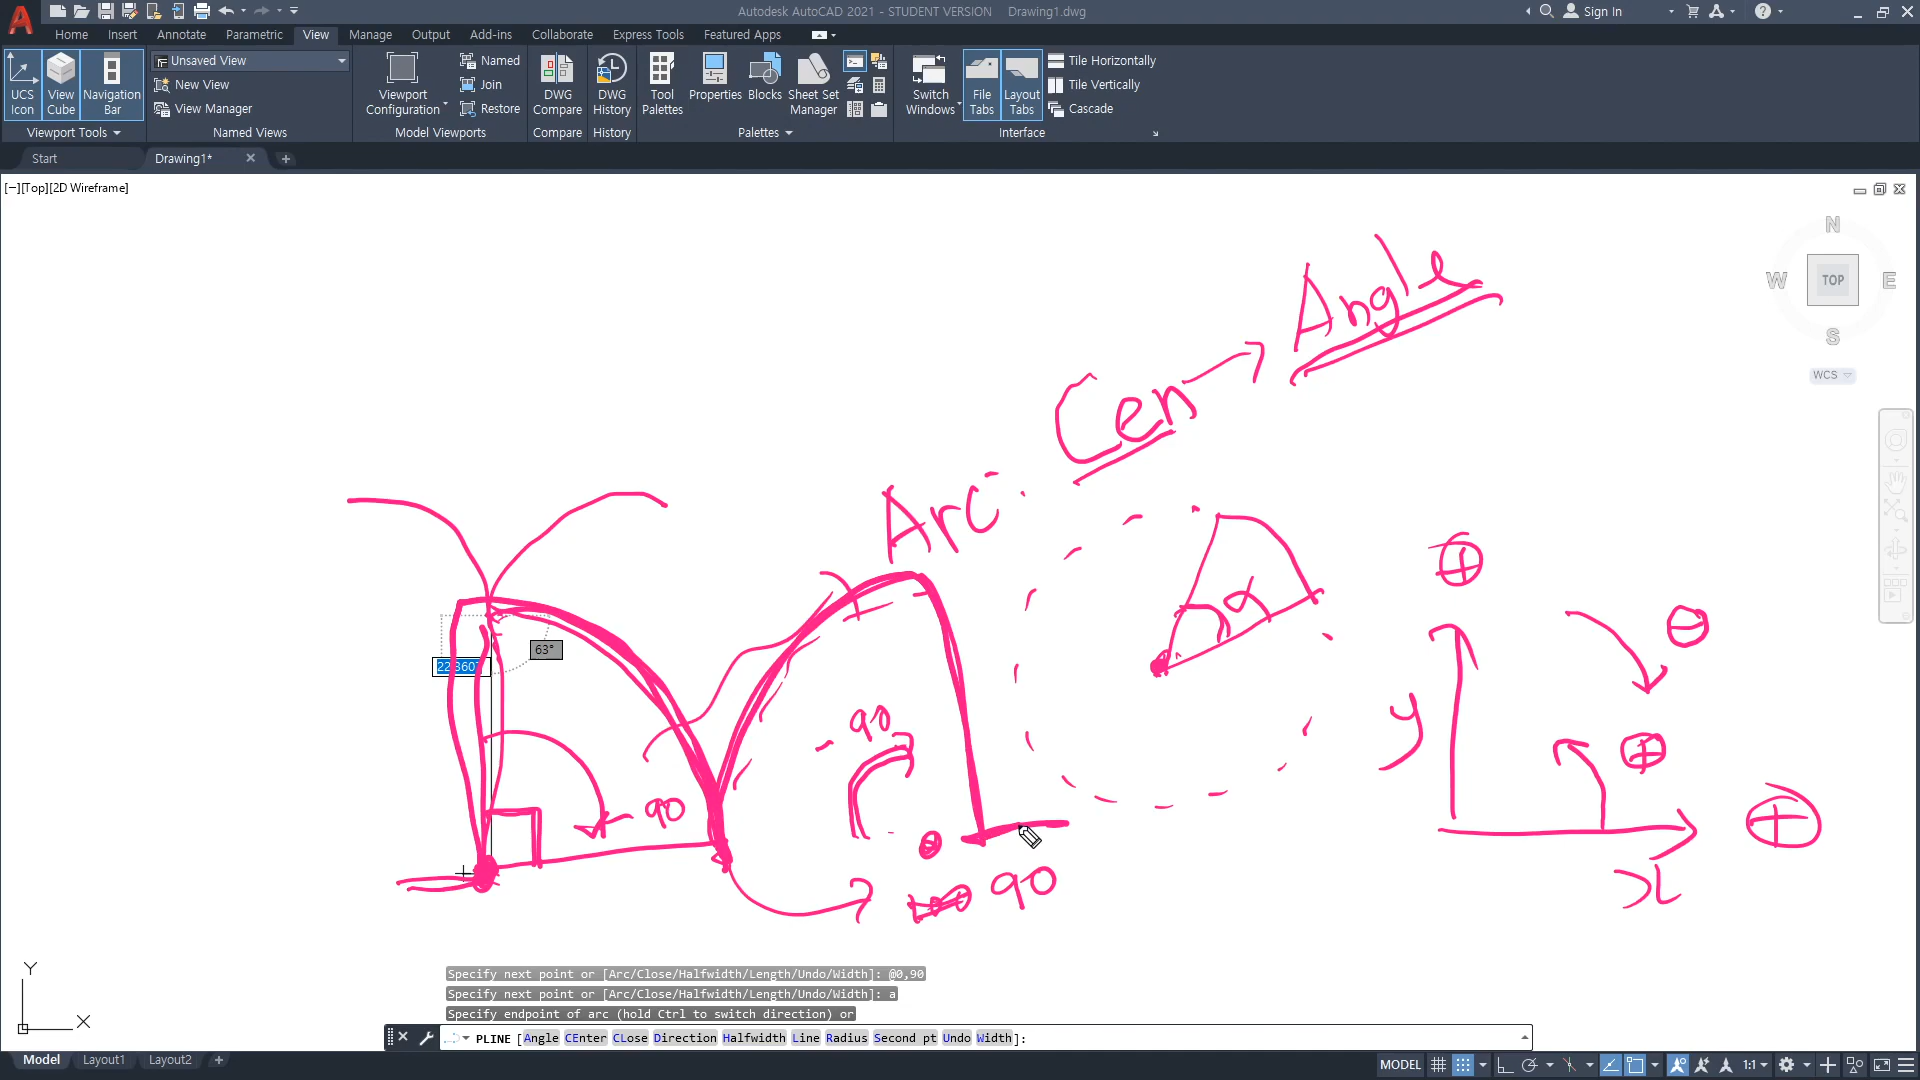 Autodesk AutoCAD 2021 - STUDENT VERSION Drawing1.dwg
Sign In
Home Insert Annotate Parametric View Manage Output Add-ins Collaborate Express Tools Featured Apps
UCS Icon
View Cube
Navigation Bar
Viewport Tools
Unsaved View
New View
View Manager
Named Views
Viewport Configuration
Named
Join
Restore
Model Viewports
DWG Compare
Compare
DWG History
History
Tool Palettes
Properties
Blocks
Sheet Set Manager
Palettes
Switch Windows
File Tabs
Layout Tabs
Tile Horizontally
Tile Vertically
Cascade
Interface
Start
Drawing1*
[−][Top][2D Wireframe]
N
W
TOP
E
S
WCS
Angle
Cen
Arc
α
63°
-90
-90
90
y
x
Y
X
Specify next point or [Arc/Close/Halfwidth/Length/Undo/Width]: @0,90
Specify next point or [Arc/Close/Halfwidth/Length/Undo/Width]: a
Specify endpoint of arc (hold Ctrl to switch direction) or
PLINE [Angle CEnter CLose Direction Halfwidth Line Radius Second pt Undo Width]:
Model Layout1 Layout2
MODEL
1:1